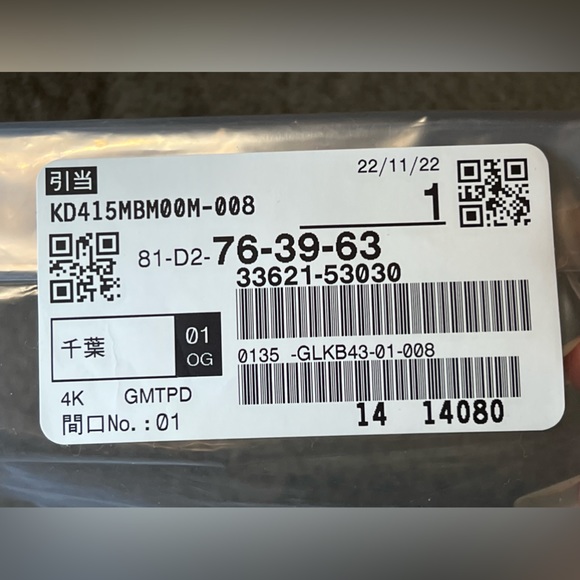 引当
22/11/22
KD415MBM00M-008
1
81-D2-76-39-63
33621-53030
千葉
01
OG
0135 -GLKB43-01-008
4K GMTPD
間口No.:01
14 14080